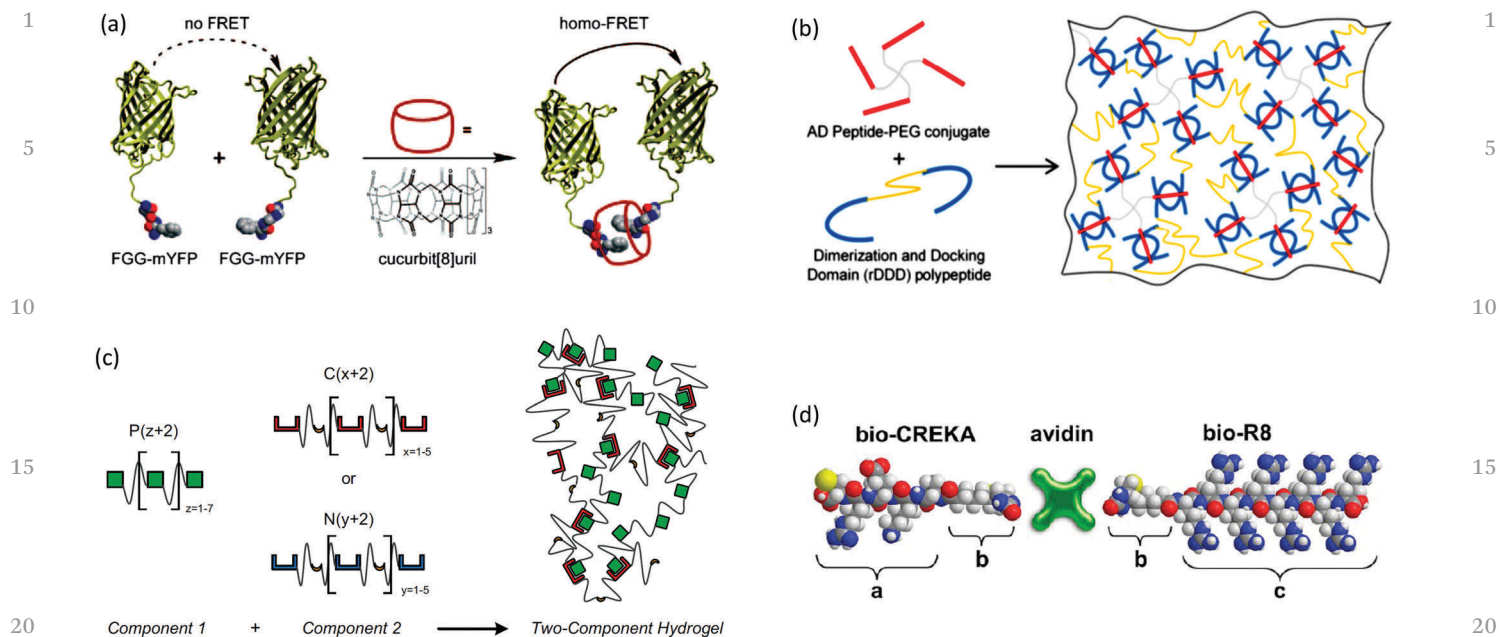 1
5
10
15
20
(a)
no FRET
homo-FRET
+
=
3
FGG-mYFP
FGG-mYFP
cucurbit[8]uril
(b)
AD Peptide-PEG conjugate
+
Dimerization and Docking
Domain (rDDD) polypeptide
(c)
P(z+2)
z=1-7
C(x+2)
x=1-5
or
N(y+2)
y=1-5
Component 1 + Component 2 Two-Component Hydrogel
(d)
bio-CREKA avidin bio-R8
b b
a c
1
5
10
15
20